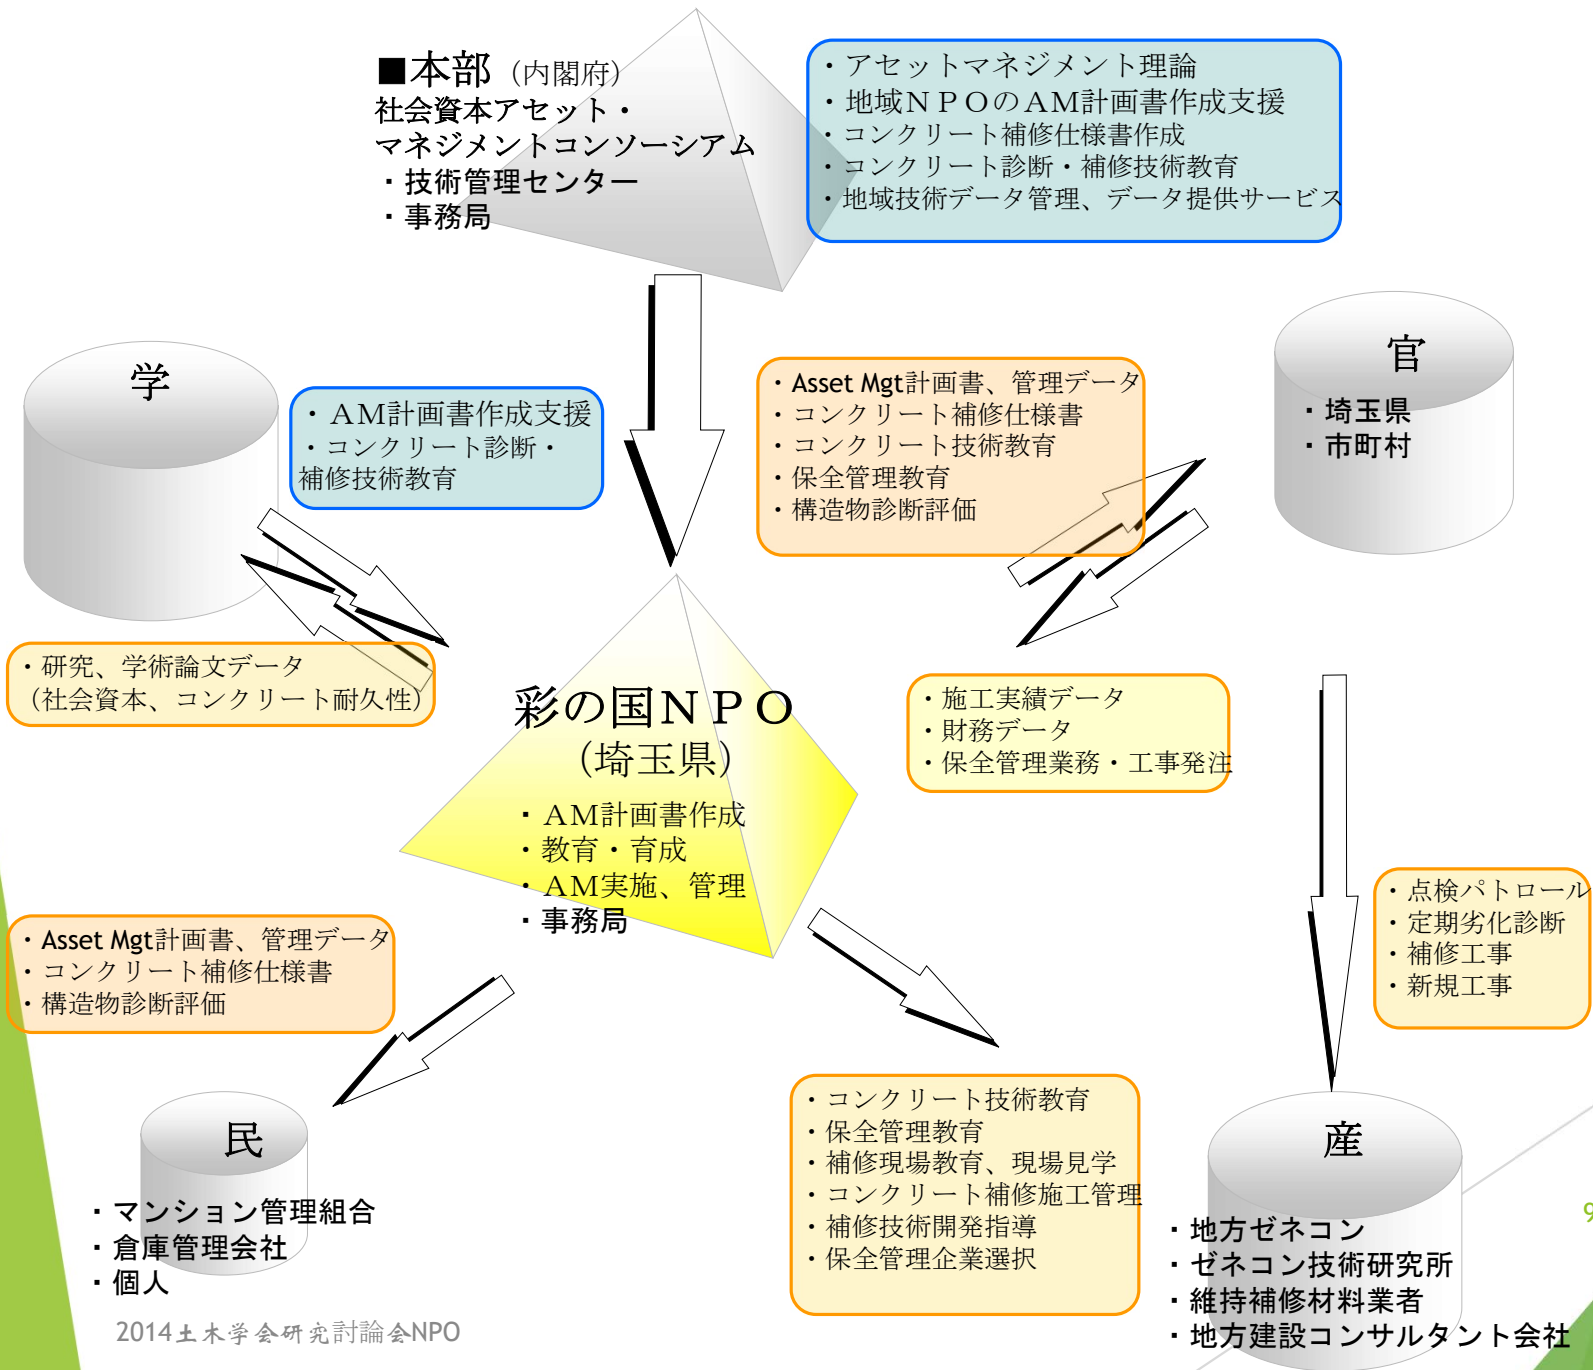 ■本部（内閣府）
社会資本アセット・
マネジメントコンソーシアム
・技術管理センター
・事務局
・アセットマネジメント理論
・地域ＮＰＯのＡＭ計画書作成支援
・コンクリート補修仕様書作成
・コンクリート診断・補修技術教育
・地域技術データ管理、データ提供サービス
学
・ＡＭ計画書作成支援
・コンクリート診断・
補修技術教育
・Asset Mgt計画書、管理データ
・コンクリート補修仕様書
・コンクリート技術教育
・保全管理教育
・構造物診断評価
官
・埼玉県
・市町村
・研究、学術論文データ
（社会資本、コンクリート耐久性）
彩の国ＮＰＯ
（埼玉県）
・ＡＭ計画書作成
・教育・育成
・ＡＭ実施、管理
・事務局
・施工実績データ
・財務データ
・保全管理業務・工事発注
・点検パトロール
・定期劣化診断
・補修工事
・新規工事
・Asset Mgt計画書、管理データ
・コンクリート補修仕様書
・構造物診断評価
民
・マンション管理組合
・倉庫管理会社
・個人
・コンクリート技術教育
・保全管理教育
・補修現場教育、現場見学
・コンクリート補修施工管理
・補修技術開発指導
・保全管理企業選択
産
・地方ゼネコン
・ゼネコン技術研究所
・維持補修材料業者
・地方建設コンサルタント会社
9
2014土木学会研究討論会NPO